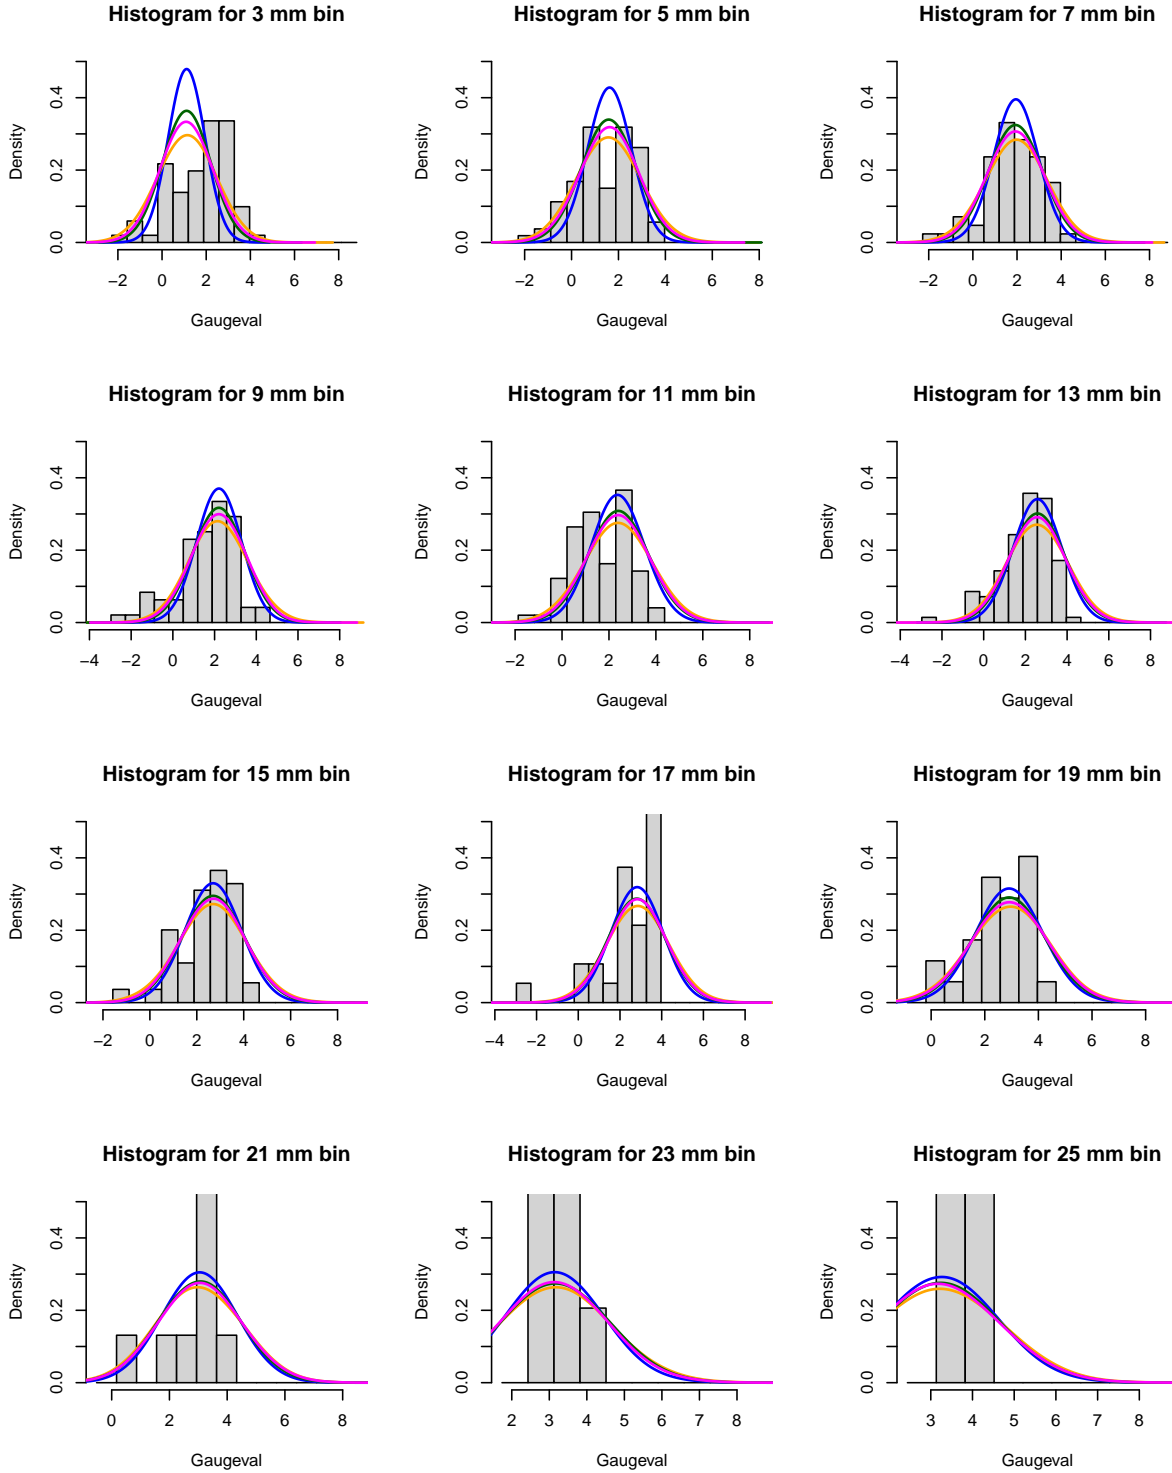 Histogram for 3 mm bin
Density
0.0 0.2 0.4
−2 0 2 4 6 8
Gaugeval
Histogram for 5 mm bin
Density
0.0 0.2 0.4
−2 0 2 4 6 8
Gaugeval
Histogram for 7 mm bin
Density
0.0 0.2 0.4
−2 0 2 4 6 8
Gaugeval
Histogram for 9 mm bin
Density
0.0 0.2 0.4
−4 −2 0 2 4 6 8
Gaugeval
Histogram for 11 mm bin
Density
0.0 0.2 0.4
−2 0 2 4 6 8
Gaugeval
Histogram for 13 mm bin
Density
0.0 0.2 0.4
−4 −2 0 2 4 6 8
Gaugeval
Histogram for 15 mm bin
Density
0.0 0.2 0.4
−2 0 2 4 6 8
Gaugeval
Histogram for 17 mm bin
Density
0.0 0.2 0.4
−4 −2 0 2 4 6 8
Gaugeval
Histogram for 19 mm bin
Density
0.0 0.2 0.4
0 2 4 6 8
Gaugeval
Histogram for 21 mm bin
Density
0.0 0.2 0.4
0 2 4 6 8
Gaugeval
Histogram for 23 mm bin
Density
0.0 0.2 0.4
2 3 4 5 6 7 8
Gaugeval
Histogram for 25 mm bin
Density
0.0 0.2 0.4
3 4 5 6 7 8
Gaugeval